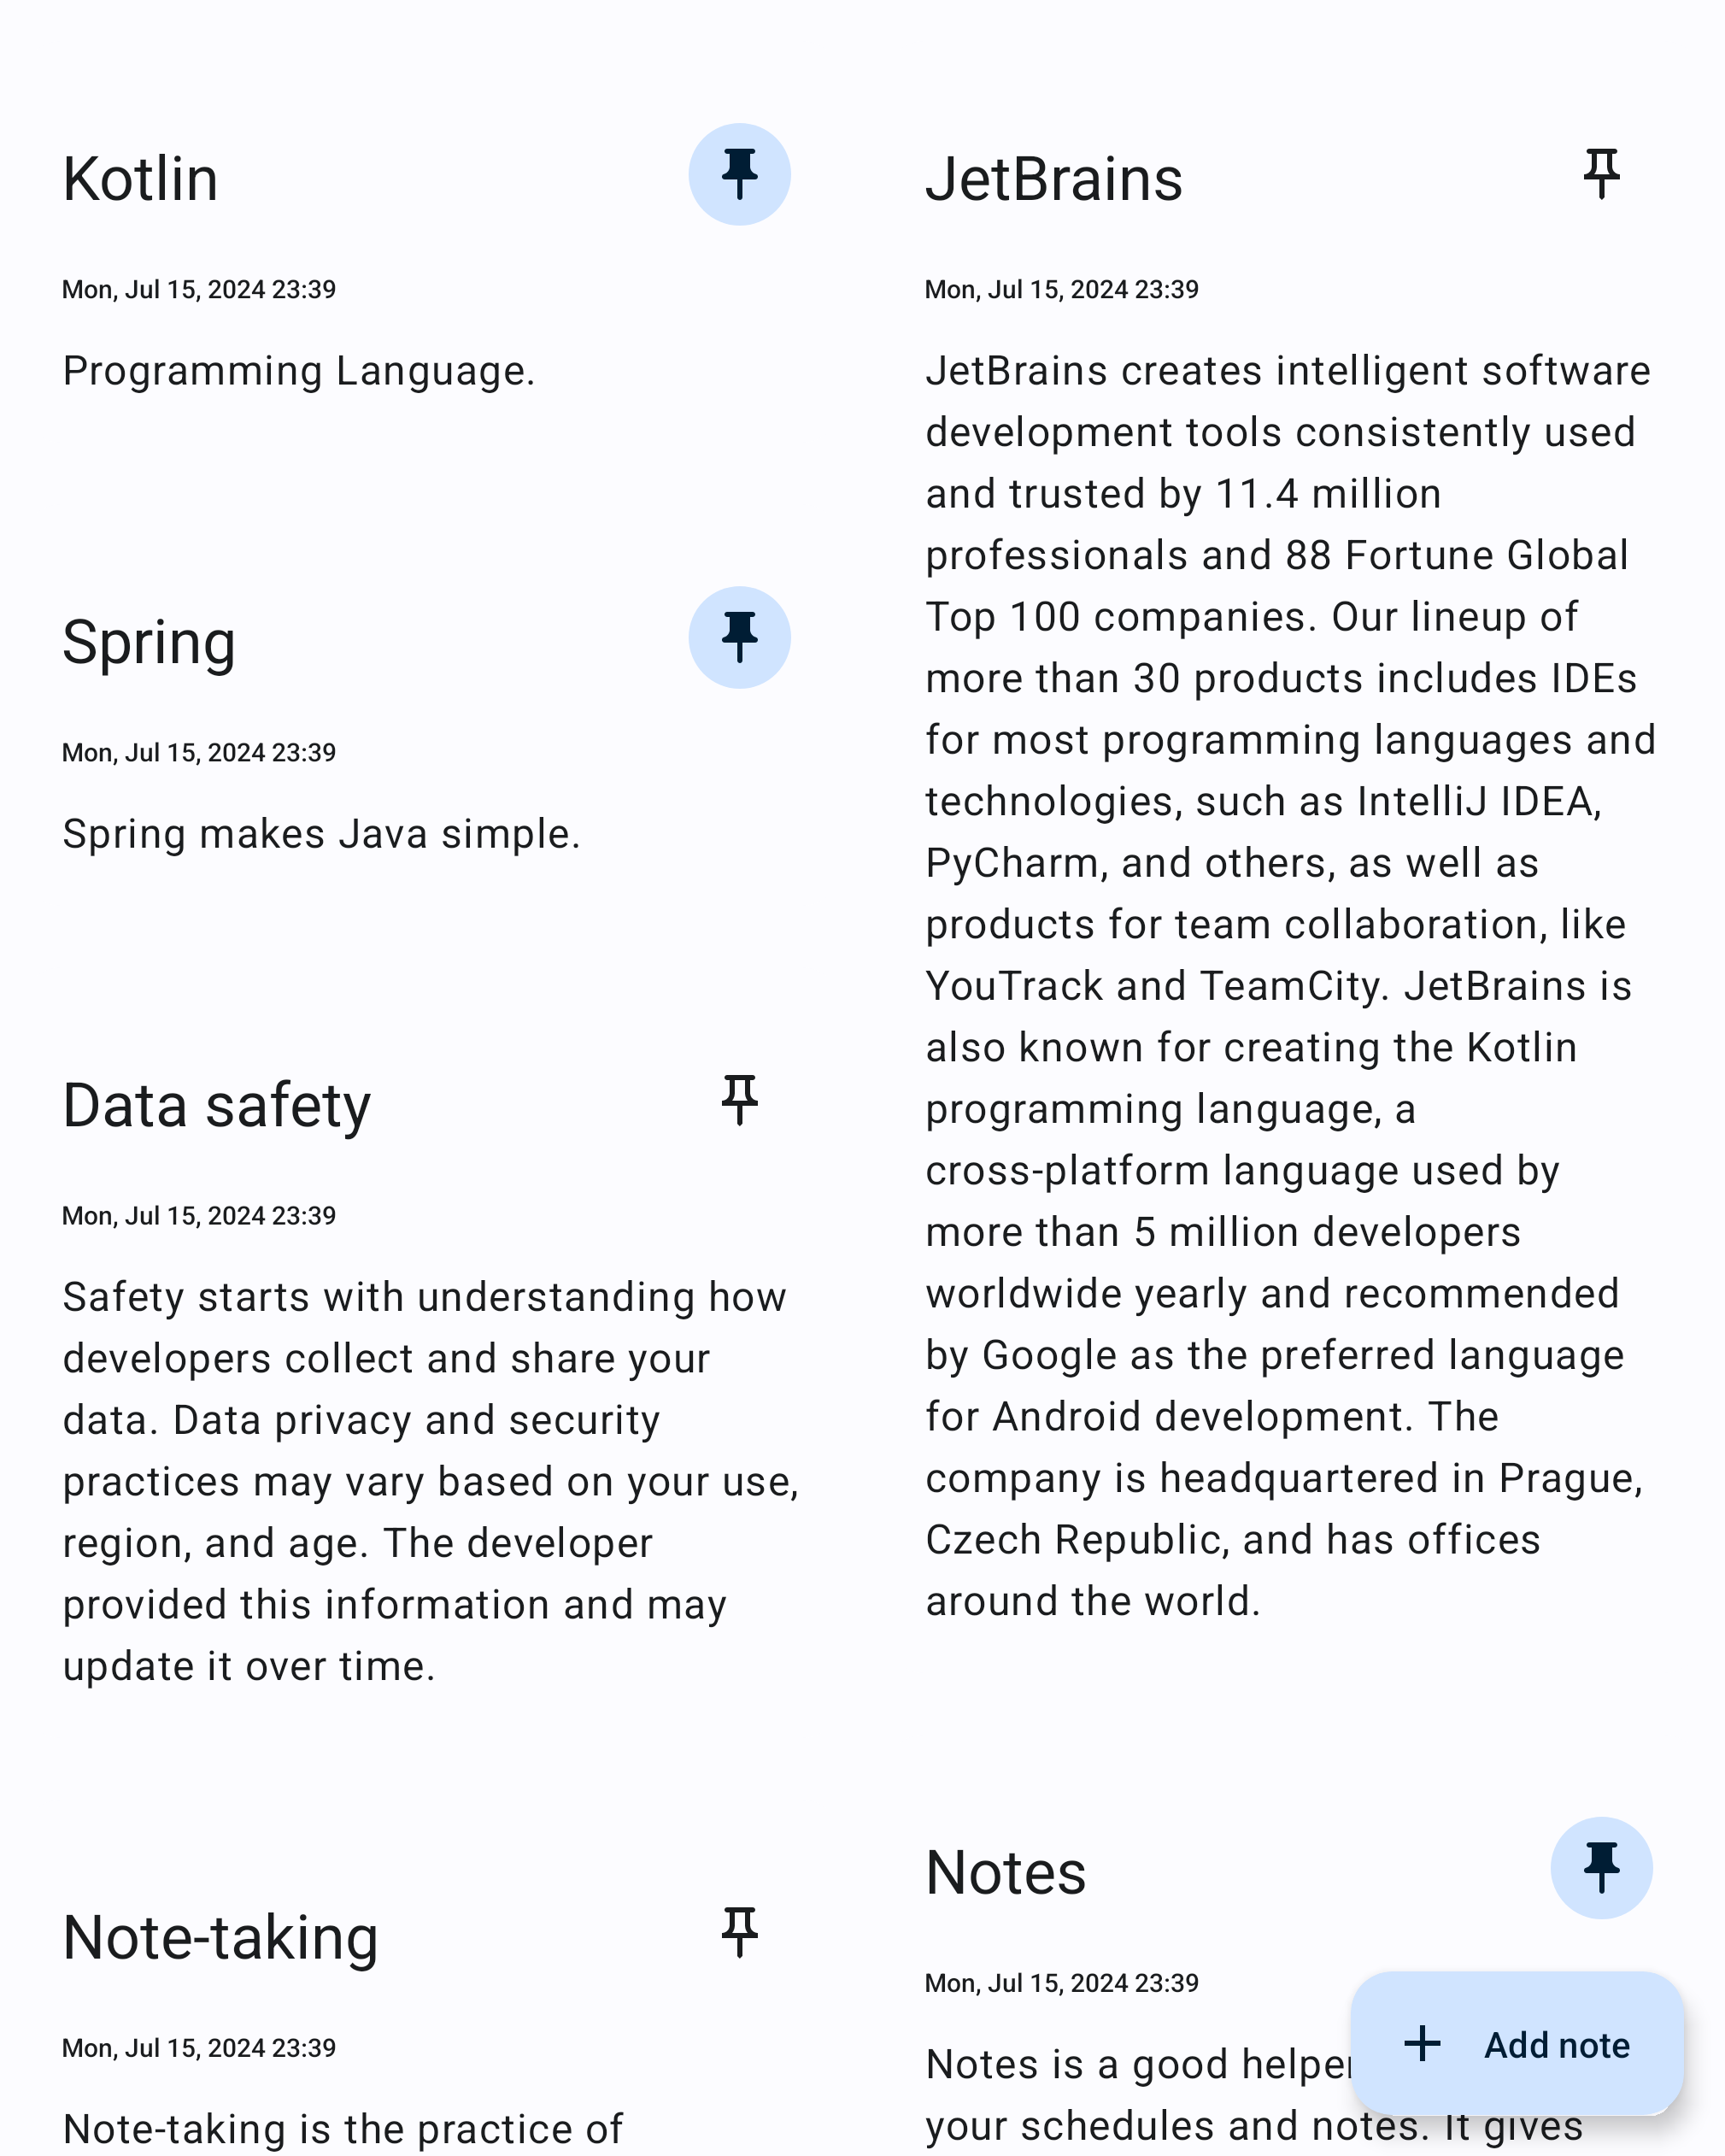 Kotlin
Mon, Jul 15, 2024 23:39
Programming Language.
Spring
Mon, Jul 15, 2024 23:39
Spring makes Java simple.
Data safety
Mon, Jul 15, 2024 23:39
Safety starts with understanding how
developers collect and share your
data. Data privacy and security
practices may vary based on your use,
region, and age. The developer
provided this information and may
update it over time.
Note-taking
Mon, Jul 15, 2024 23:39
Note-taking is the practice of
JetBrains
Mon, Jul 15, 2024 23:39
JetBrains creates intelligent software
development tools consistently used
and trusted by 11.4 million
professionals and 88 Fortune Global
Top 100 companies. Our lineup of
more than 30 products includes IDEs
for most programming languages and
technologies, such as IntelliJ IDEA,
PyCharm, and others, as well as
products for team collaboration, like
YouTrack and TeamCity. JetBrains is
also known for creating the Kotlin
programming language, a
cross-platform language used by
more than 5 million developers
worldwide yearly and recommended
by Google as the preferred language
for Android development. The
company is headquartered in Prague,
Czech Republic, and has offices
around the world.
Notes
Mon, Jul 15, 2024 23:39
Notes is a good helper
your schedules and notes. It gives
Add note